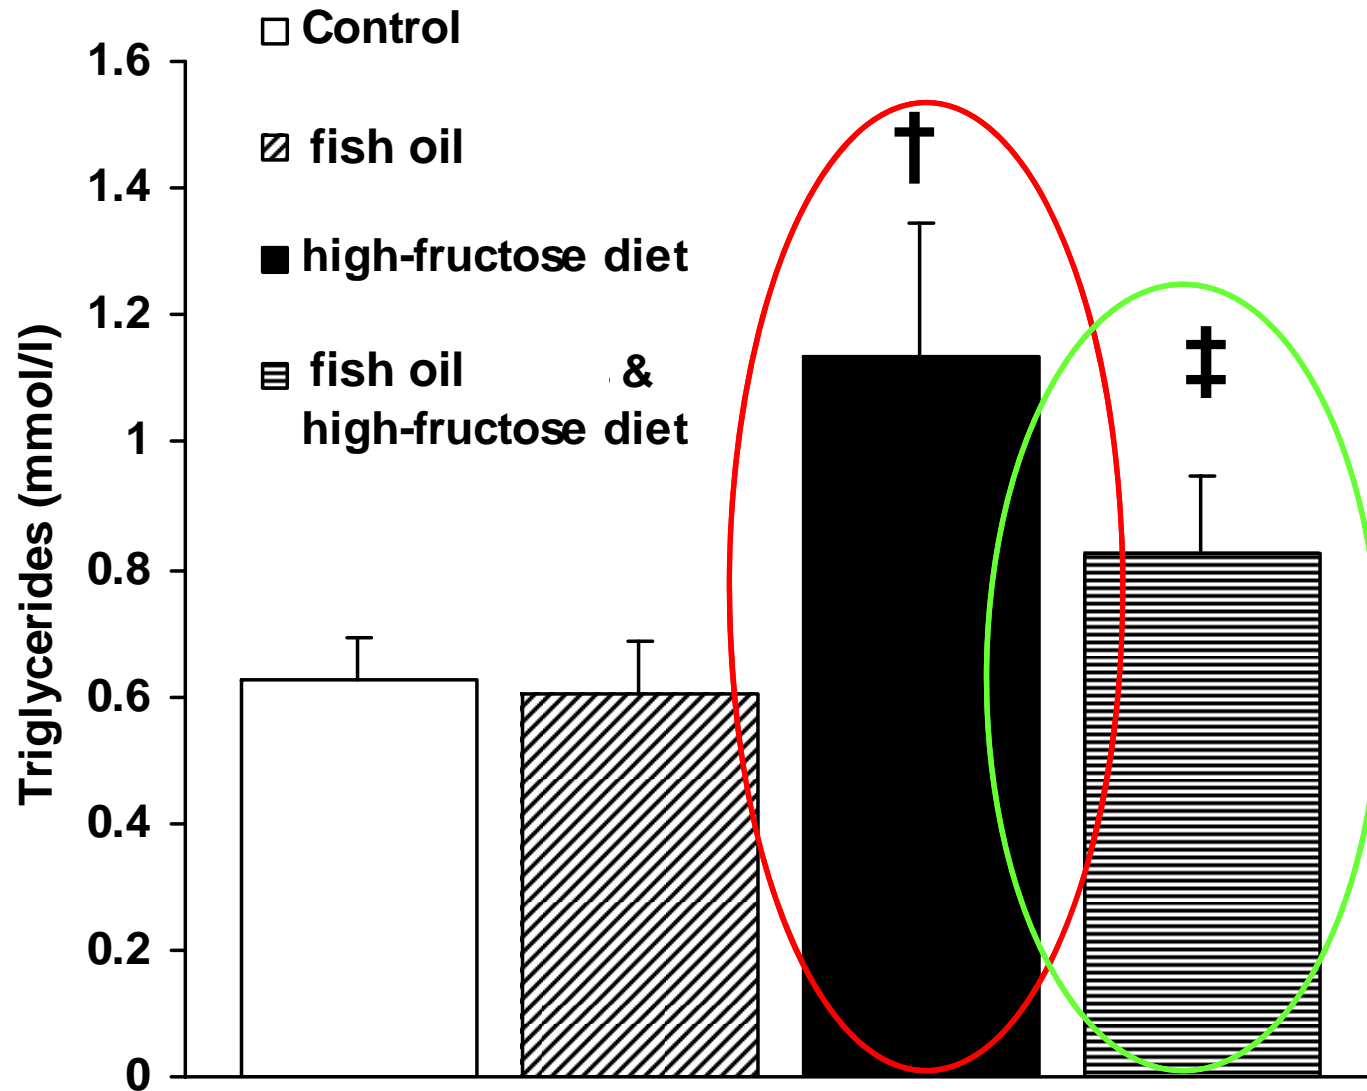 Control
fish oil
high-fructose diet
fish oil &
high-fructose diet
Triglycerides (mmol/l)
1.6
1.4
1.2
1
0.8
0.6
0.4
0.2
0
†
‡